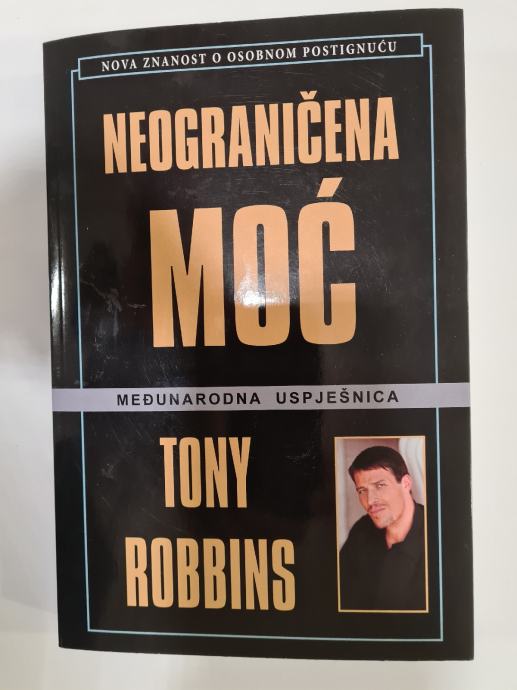 NOVA ZNANOST O OSOBNOM POSTIGNUĆU
NEOGRANIČENA
MOĆ
MEĐUNARODNA USPJEŠNICA
TONY
ROBBINS